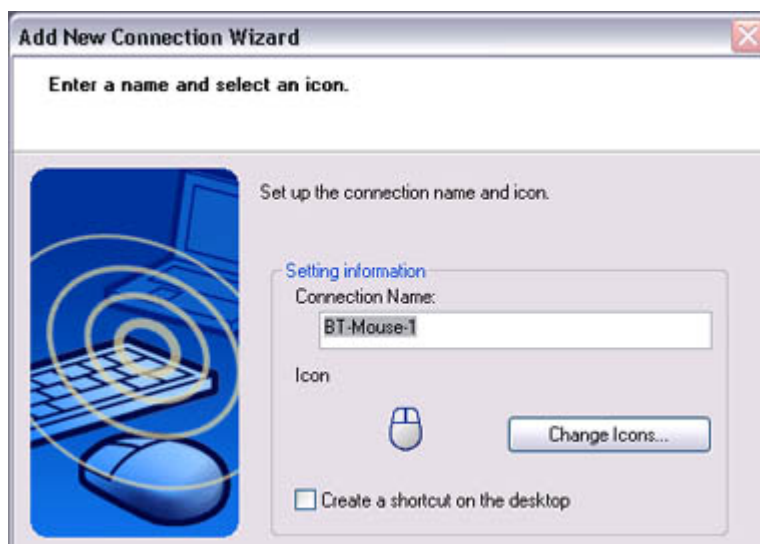 Add New Connection Wizard
Enter a name and select an icon.
Set up the connection name and icon.
Setting information
Connection Name:
BT-Mouse-1
Icon
Change Icons...
Create a shortcut on the desktop